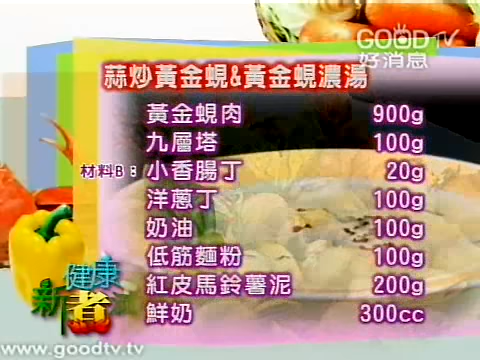 GOODTV
好消息
蒜炒黃金蜆&黃金蜆濃湯
黃金蜆肉 900g
九層塔 100g
材料B: 小香腸丁 20g
洋蔥丁 100g
奶油 100g
低筋麵粉 100g
紅皮馬鈴薯泥 200g
鮮奶 300cc
健康
新煮
www.goodtv.tv